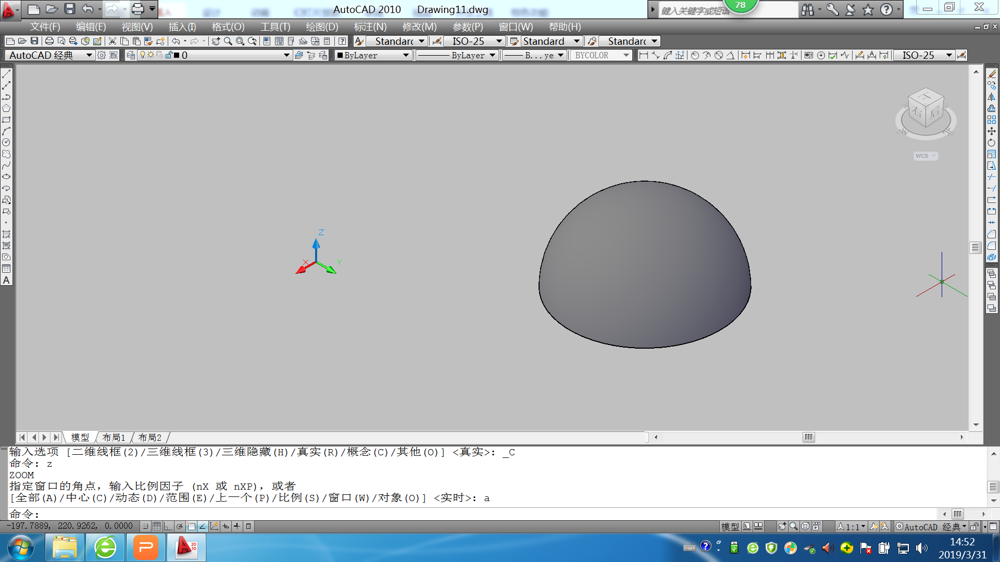 AutoCAD 2010 Drawing11.dwg
键入关键字或短语
78
文件(F) 编辑(E) 视图(V) 插入(I) 格式(O) 工具(T) 绘图(D) 标注(N) 修改(M) 参数(P) 窗口(W) 帮助(H)
Standard ISO-25 Standard Standard
AutoCAD 经典 0 ByLayer ByLayer B...ye BYCOLOR ISO-25
右 后
WCS
Z
X Y
A
模型 布局1 布局2
输入选项 [二维线框(2)/三维线框(3)/三维隐藏(H)/真实(R)/概念(C)/其他(O)] <真实>: _C
命令: z
ZOOM
指定窗口的角点, 输入比例因子 (nX 或 nXP), 或者
[全部(A)/中心(C)/动态(D)/范围(E)/上一个(P)/比例(S)/窗口(W)/对象(O)] <实时>: a
命令:
-197.7889, 220.9262, 0.0000 模型 1:1 AutoCAD 经典
14:52
2019/3/31